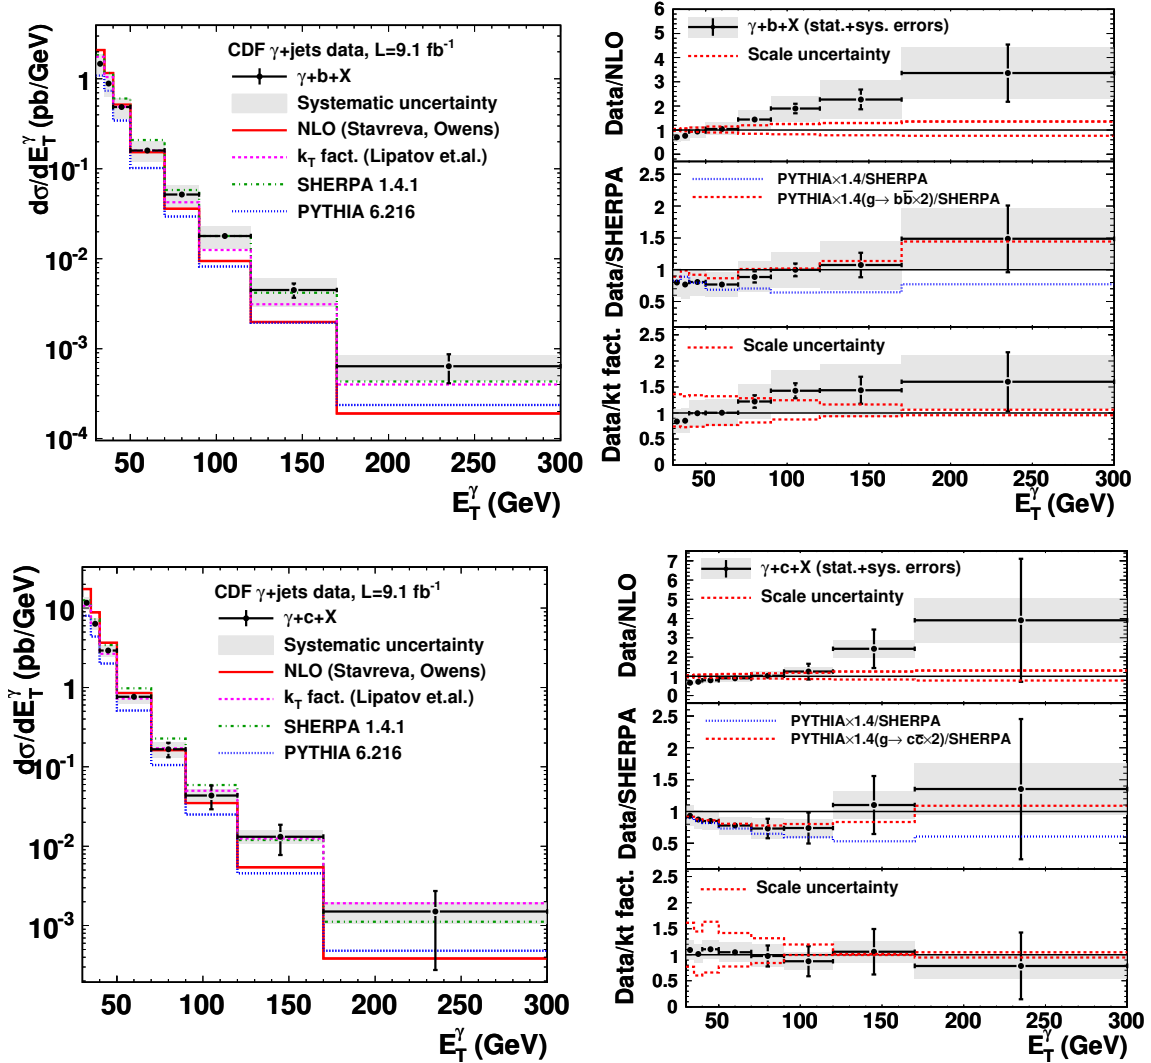 CDF γ+jets data, L=9.1 fb⁻¹
γ+b+X
Systematic uncertainty
NLO (Stavreva, Owens)
k_T fact. (Lipatov et.al.)
SHERPA 1.4.1
PYTHIA 6.216
dσ/dE_T^γ (pb/GeV)
1
10⁻¹
10⁻²
10⁻³
10⁻⁴
50 100 150 200 250 300
E_T^γ (GeV)
γ+b+X (stat.+sys. errors)
Scale uncertainty
Data/NLO
6
5
4
3
2
1
0
PYTHIA×1.4/SHERPA
PYTHIA×1.4(g→ bb̅×2)/SHERPA
Data/SHERPA
2.5
2
1.5
1
0.5
Scale uncertainty
Data/kt fact.
2.5
2
1.5
1
0.5
0
50 100 150 200 250 300
E_T^γ (GeV)
CDF γ+jets data, L=9.1 fb⁻¹
γ+c+X
Systematic uncertainty
NLO (Stavreva, Owens)
k_T fact. (Lipatov et.al.)
SHERPA 1.4.1
PYTHIA 6.216
dσ/dE_T^γ (pb/GeV)
10
1
10⁻¹
10⁻²
10⁻³
50 100 150 200 250 300
E_T^γ (GeV)
γ+c+X (stat.+sys. errors)
Scale uncertainty
Data/NLO
7
6
5
4
3
2
1
0
PYTHIA×1.4/SHERPA
PYTHIA×1.4(g→ cc̅×2)/SHERPA
Data/SHERPA
2.5
2
1.5
1
0.5
Scale uncertainty
Data/kt fact.
2.5
2
1.5
1
0.5
0
50 100 150 200 250 300
E_T^γ (GeV)